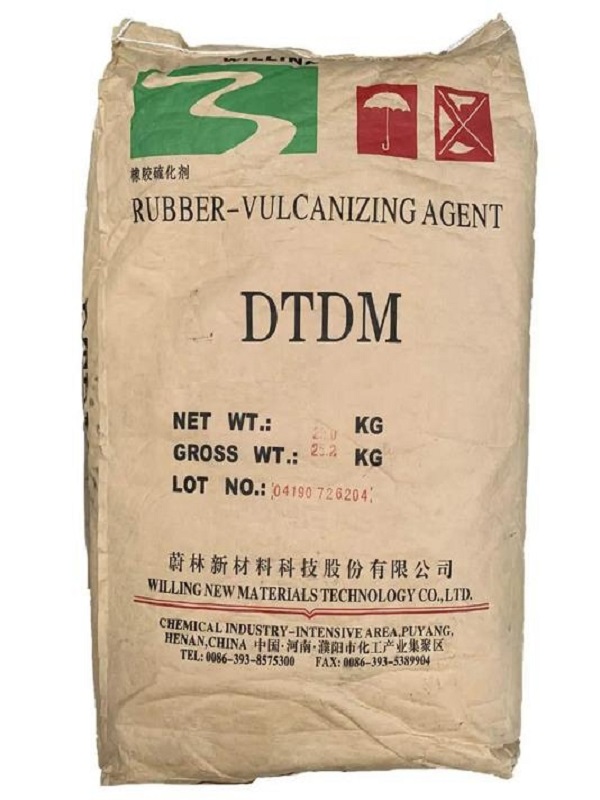 橡胶硫化剂
RUBBER-VULCANIZING AGENT
DTDM
NET WT.: KG
GROSS WT.: 25.2 KG
LOT NO.: 04190726204
蔚林新材料科技股份有限公司
WILLING NEW MATERIALS TECHNOLOGY CO.,LTD.
CHEMICAL INDUSTRY-INTENSIVE AREA,PUYANG,
HENAN,CHINA 中国·河南·濮阳市化工产业集聚区
TEL: 0086-393-8575300 FAX: 0086-393-5389904